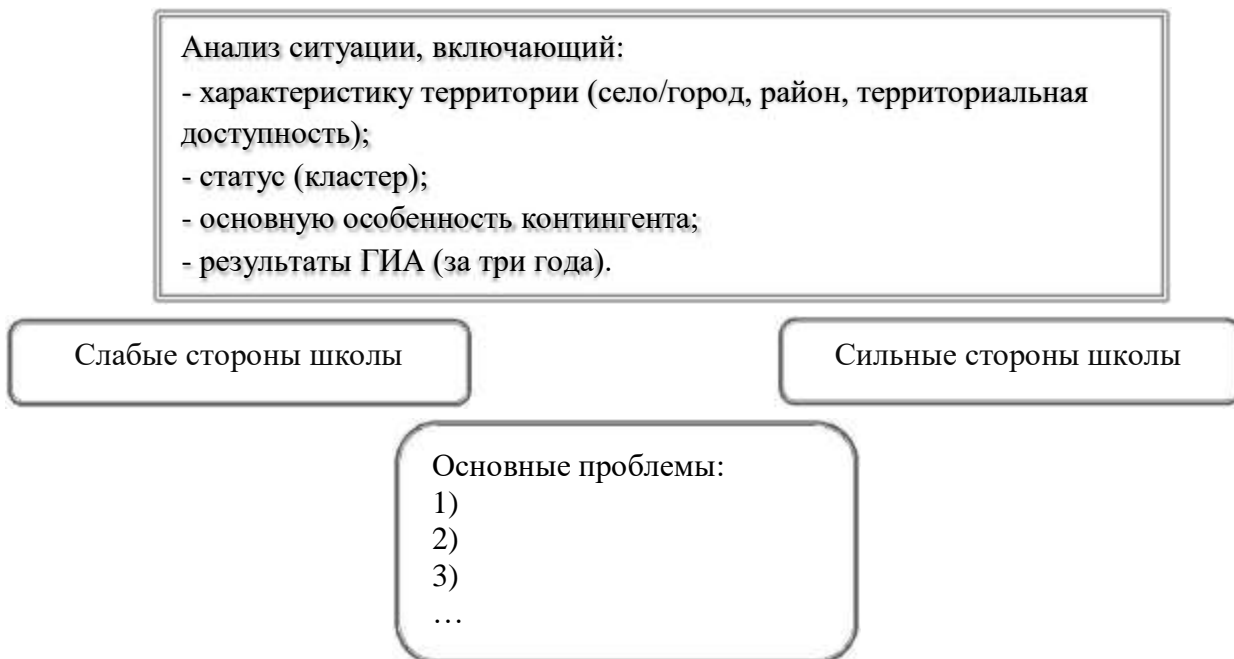 Анализ ситуации, включающий:
- характеристику территории (село/город, район, территориальная
доступность);
- статус (кластер);
- основную особенность контингента;
- результаты ГИА (за три года).
Слабые стороны школы
Сильные стороны школы
Основные проблемы:
1)
2)
3)
…